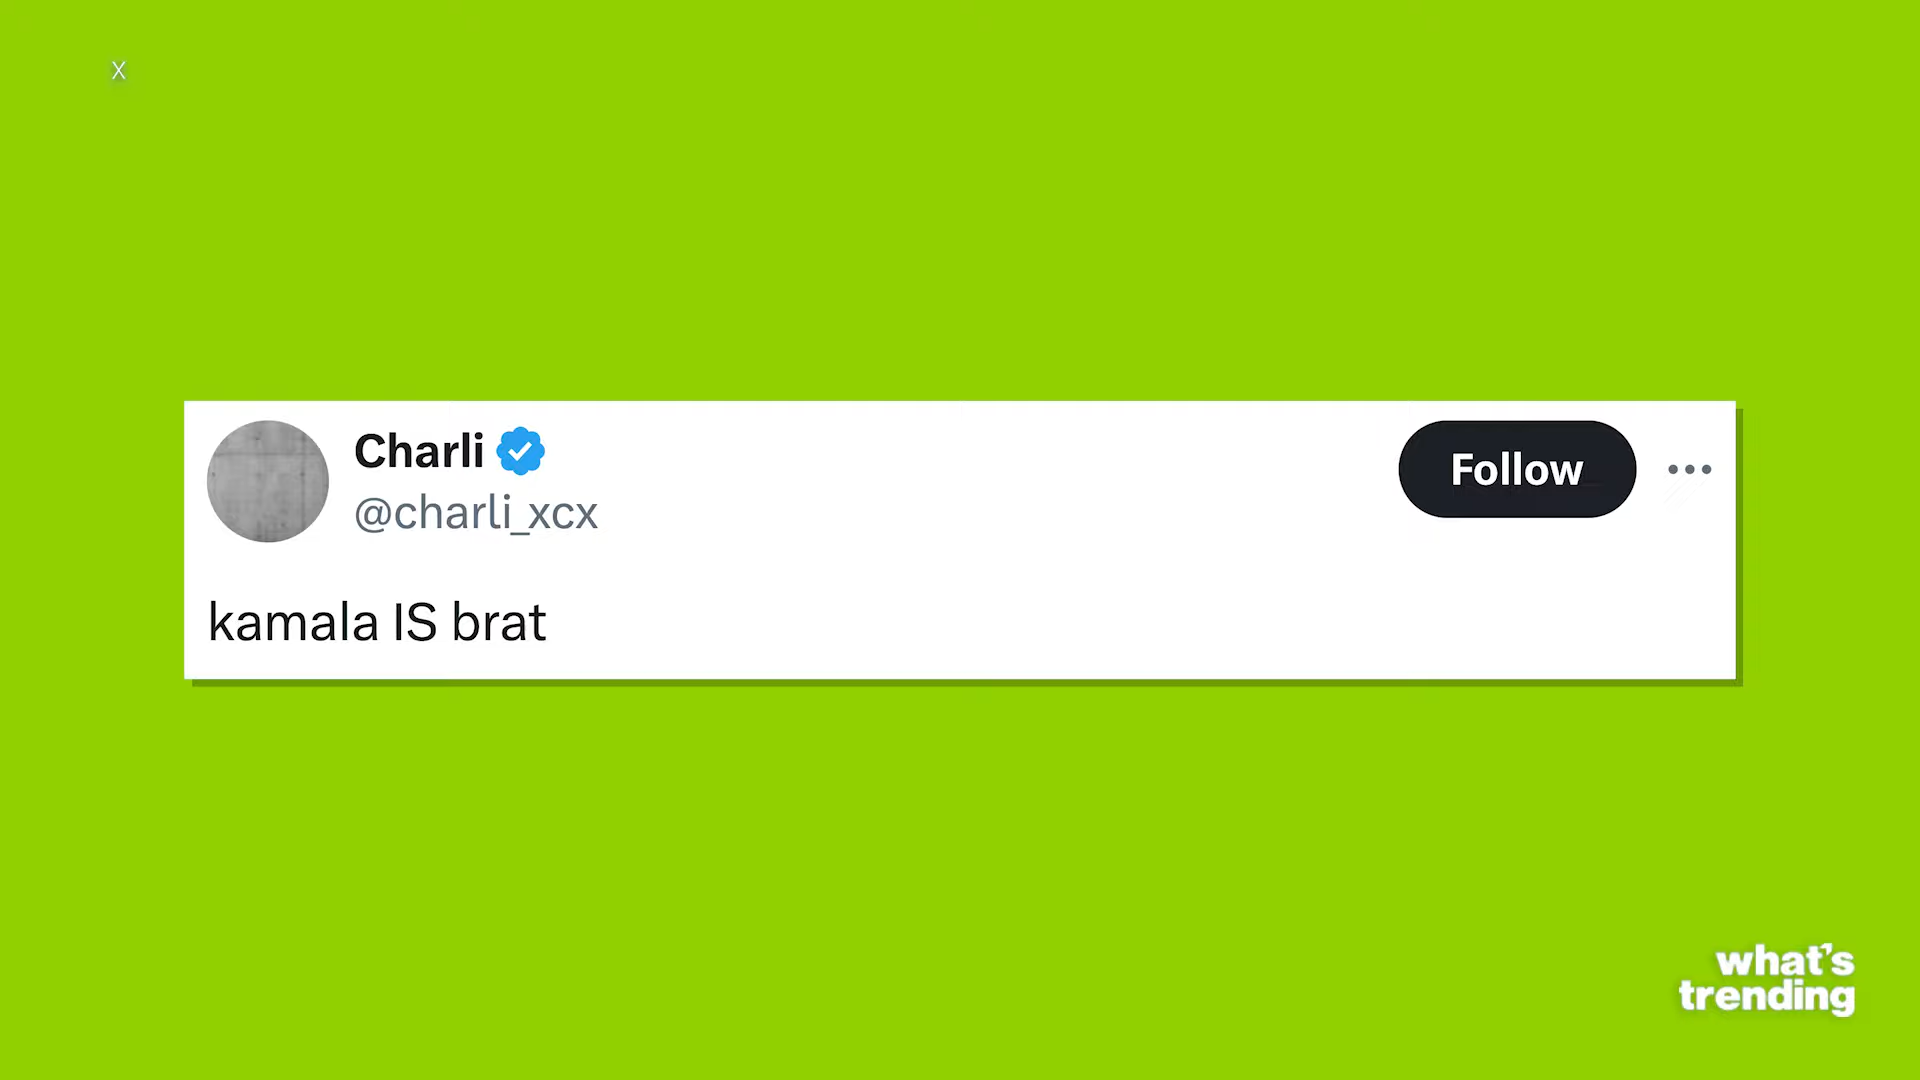 X
Charli
@charli_xcx
Follow
kamala IS brat
what's
trending